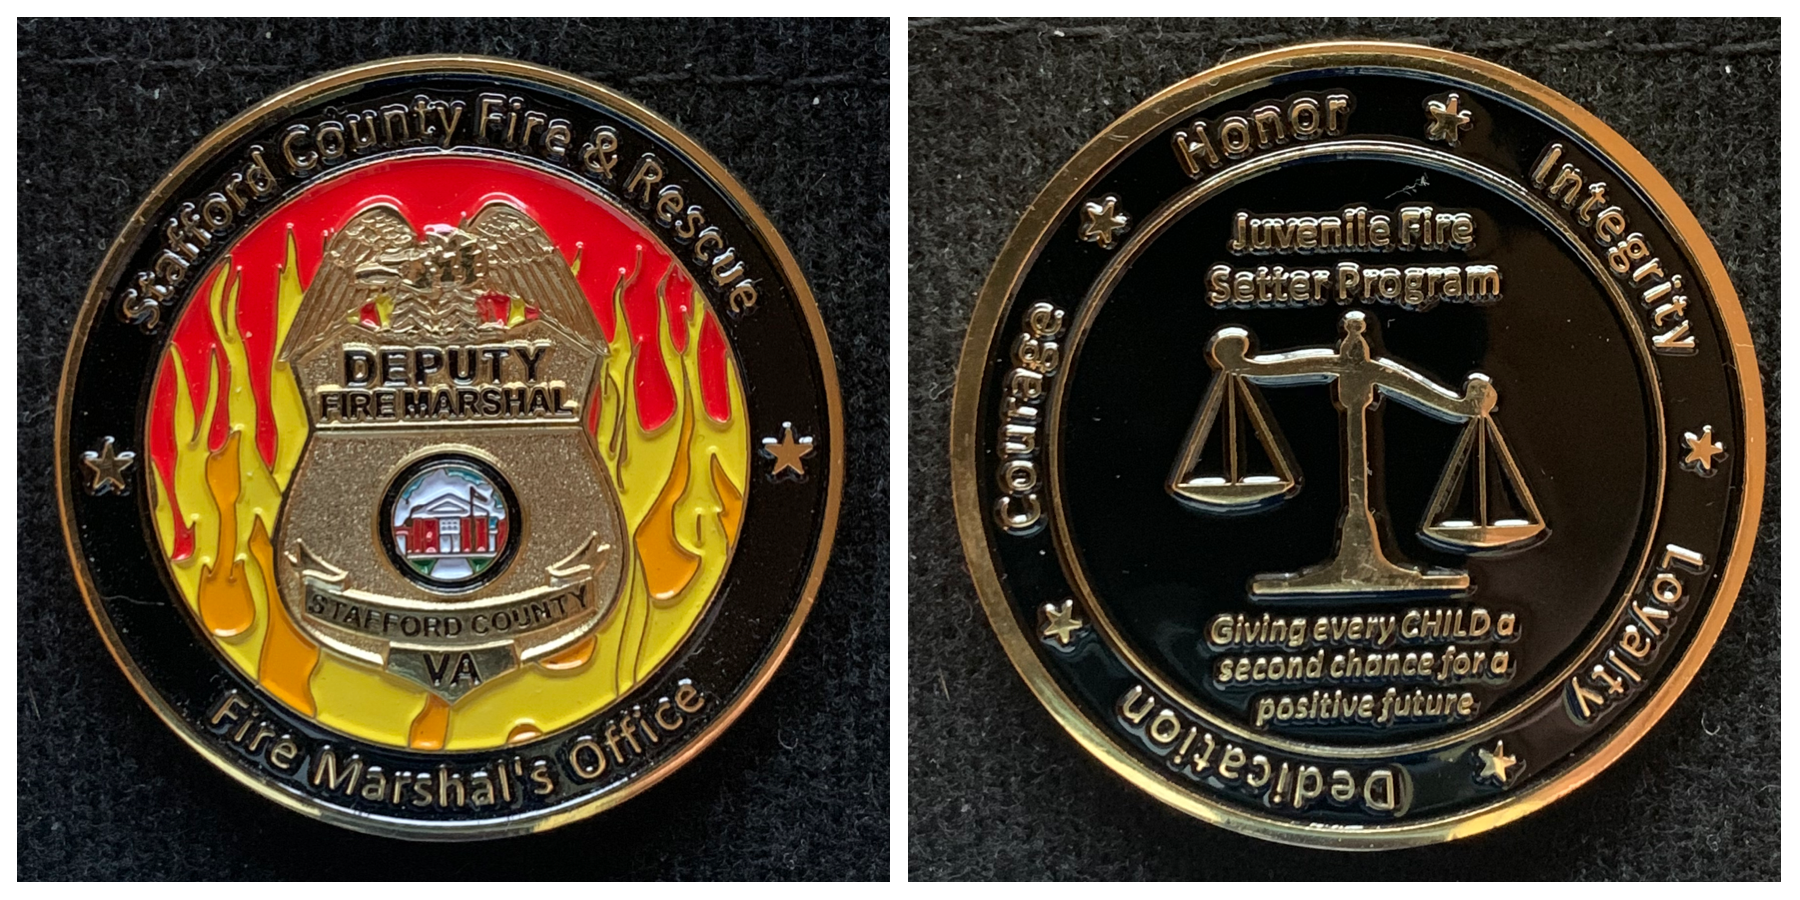 Stafford County Fire & Rescue
DEPUTY
FIRE MARSHAL
STAFFORD COUNTY
VA
Fire Marshal's Office
Honor
Integrity
Loyalty
Dedication
Courage
Juvenile Fire
Setter Program
Giving every CHILD a
second chance for a
positive future